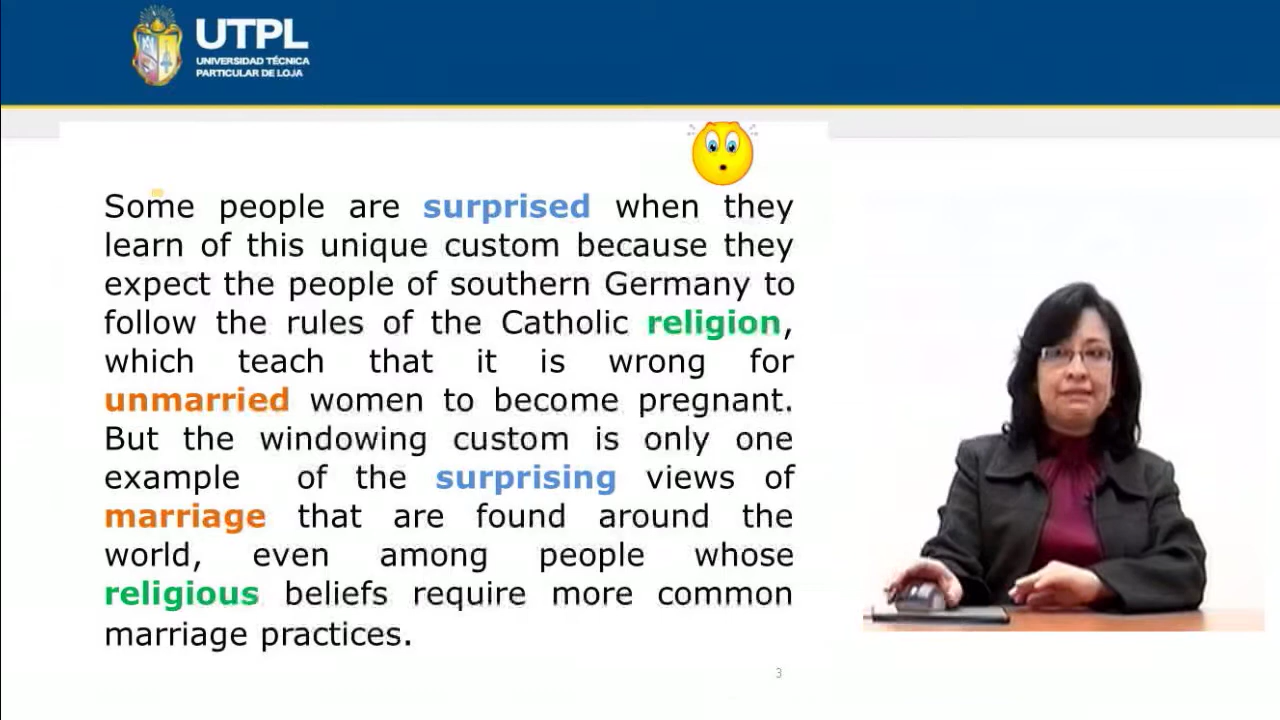 UTPL
UNIVERSIDAD TÉCNICA
PARTICULAR DE LOJA
Some people are surprised when they
learn of this unique custom because they
expect the people of southern Germany to
follow the rules of the Catholic religion,
which teach that it is wrong for
unmarried women to become pregnant.
But the windowing custom is only one
example of the surprising views of
marriage that are found around the
world, even among people whose
religious beliefs require more common
marriage practices.
3